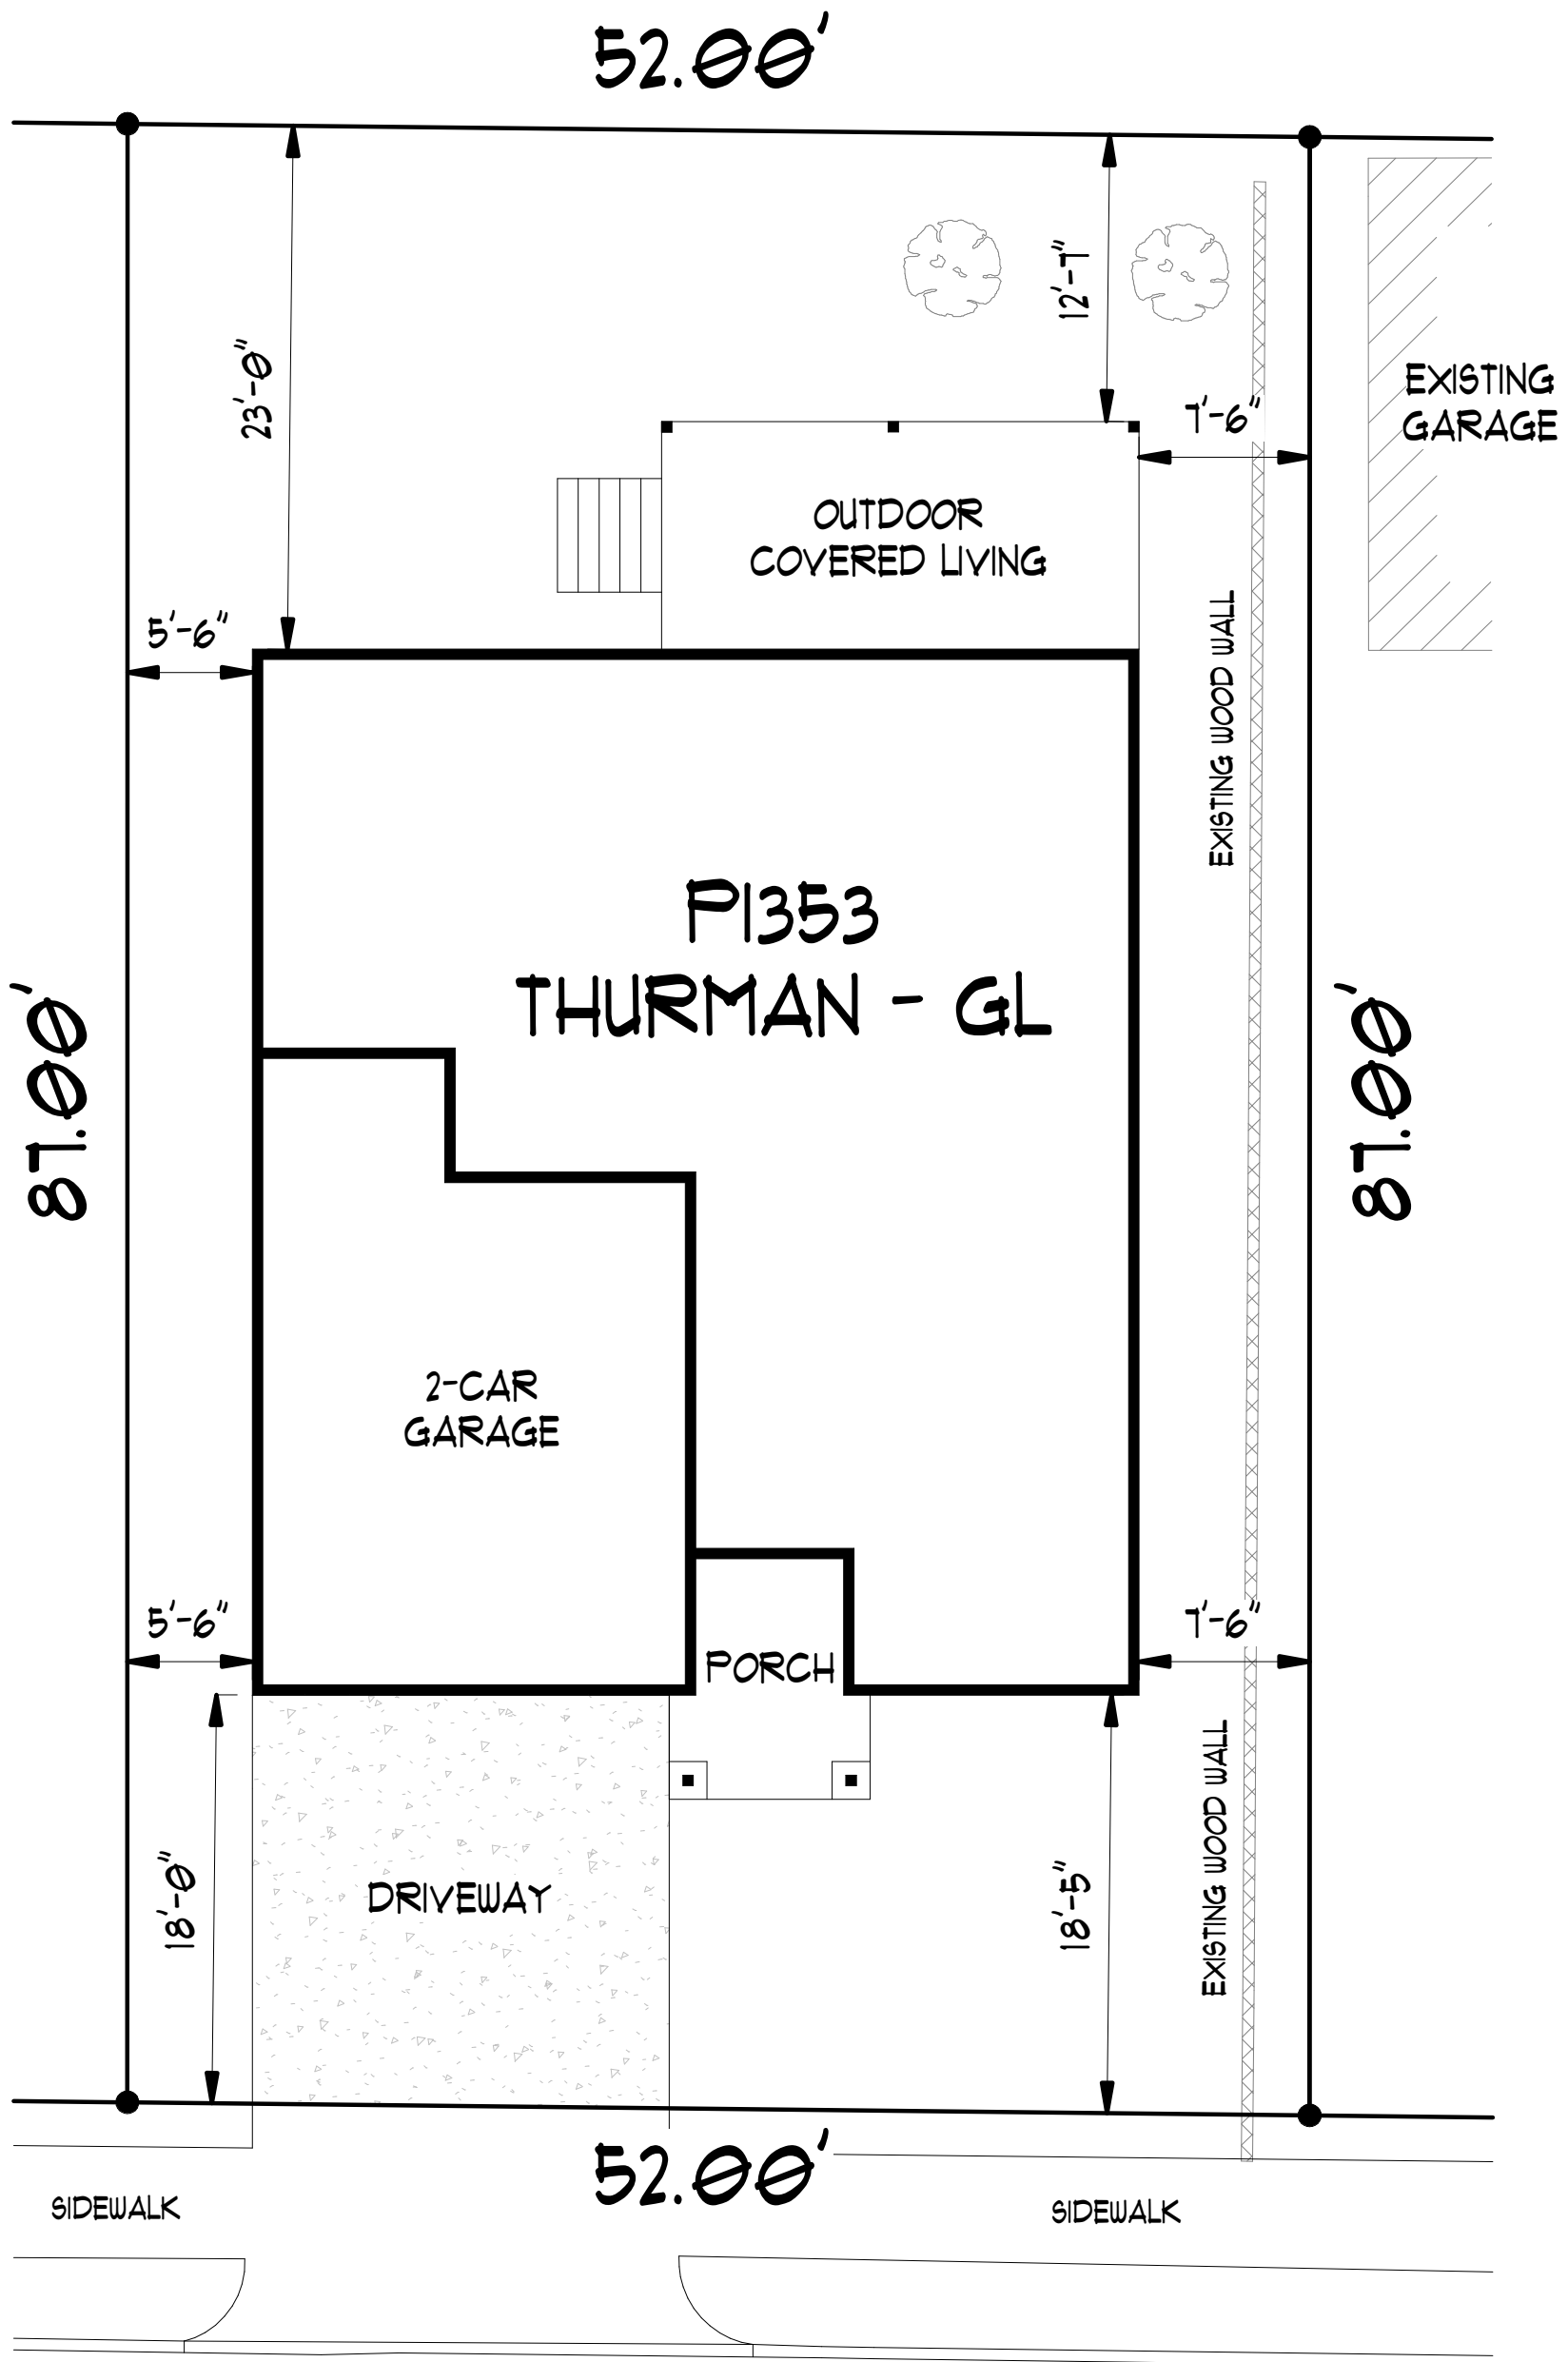 52.00'
23'-0"
12'-7"
7'-6"
EXISTING
GARAGE
OUTDOOR
COVERED LIVING
5'-6"
EXISTING WOOD WALL
P1353
THURMAN - GL
87.00'
87.00'
2-CAR
GARAGE
5'-6"
7'-6"
PORCH
18'-0"
DRIVEWAY
18'-5"
EXISTING WOOD WALL
52.00'
SIDEWALK
SIDEWALK